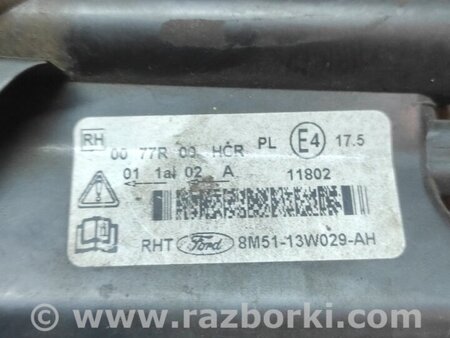 RH
00 77R 00 HCR PL E4 17.5
01 1al 02 A 11802
RHT Ford 8M51-13W029-AH
www.razborki.com